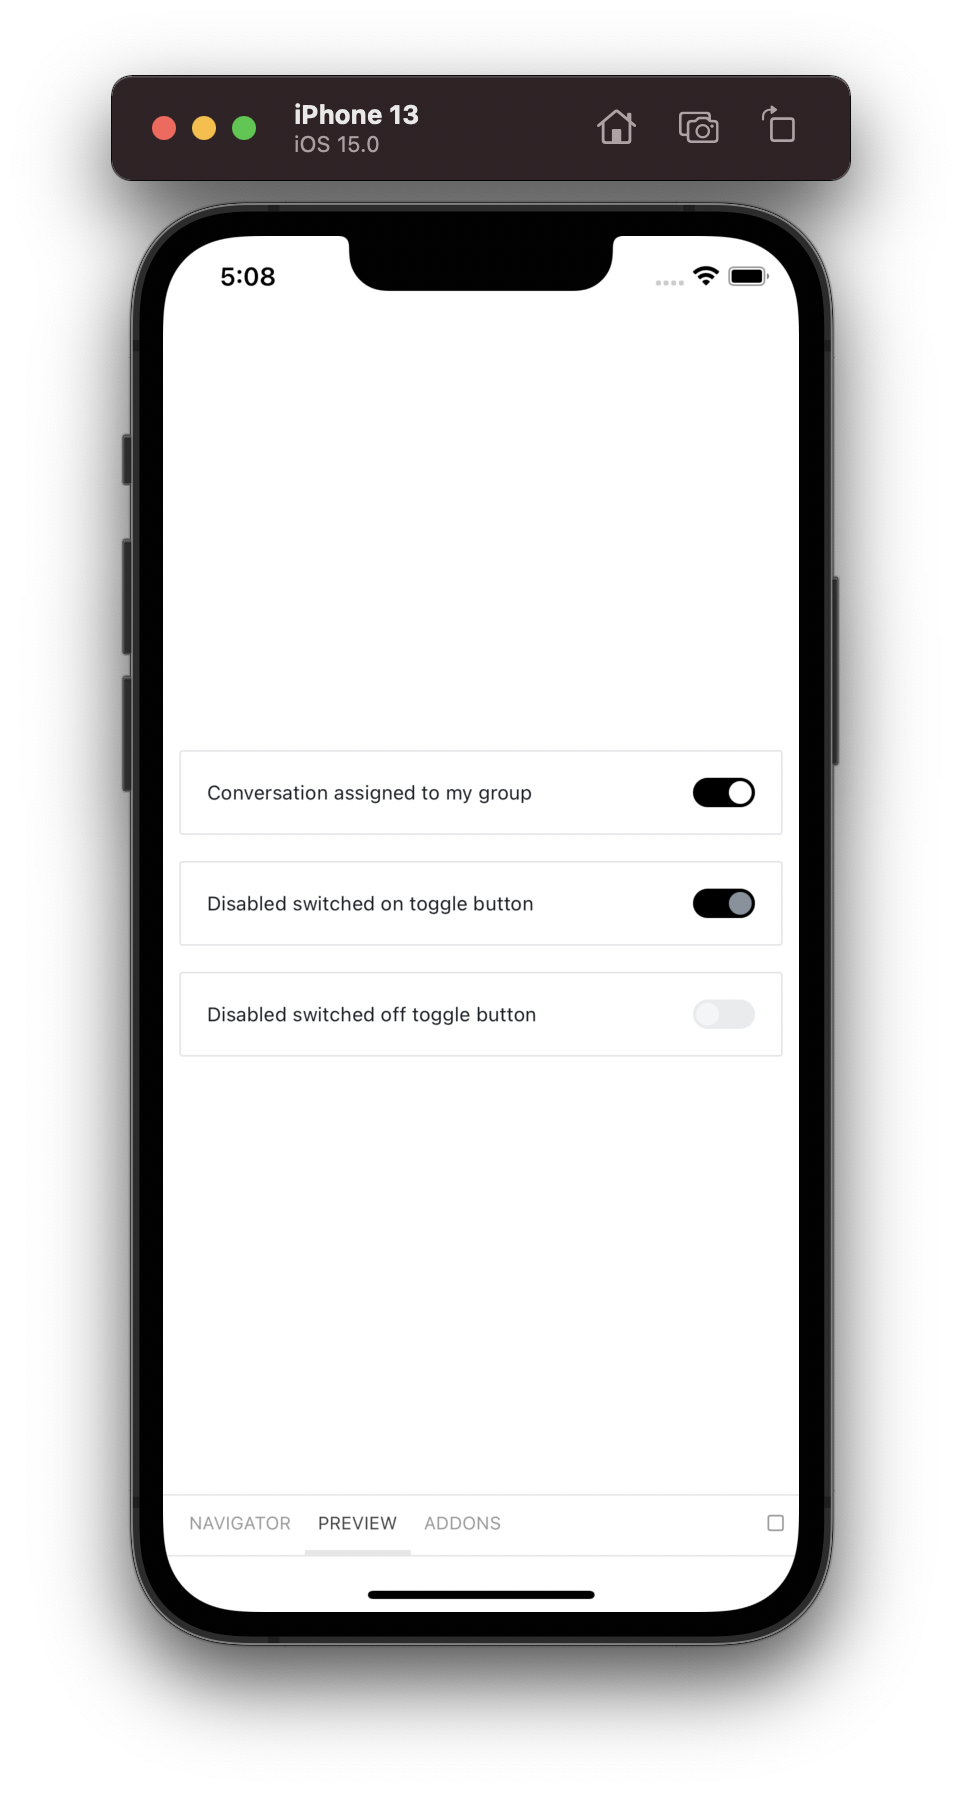 iPhone 13
iOS 15.0
5:08
Conversation assigned to my group
Disabled switched on toggle button
Disabled switched off toggle button
NAVIGATOR PREVIEW ADDONS